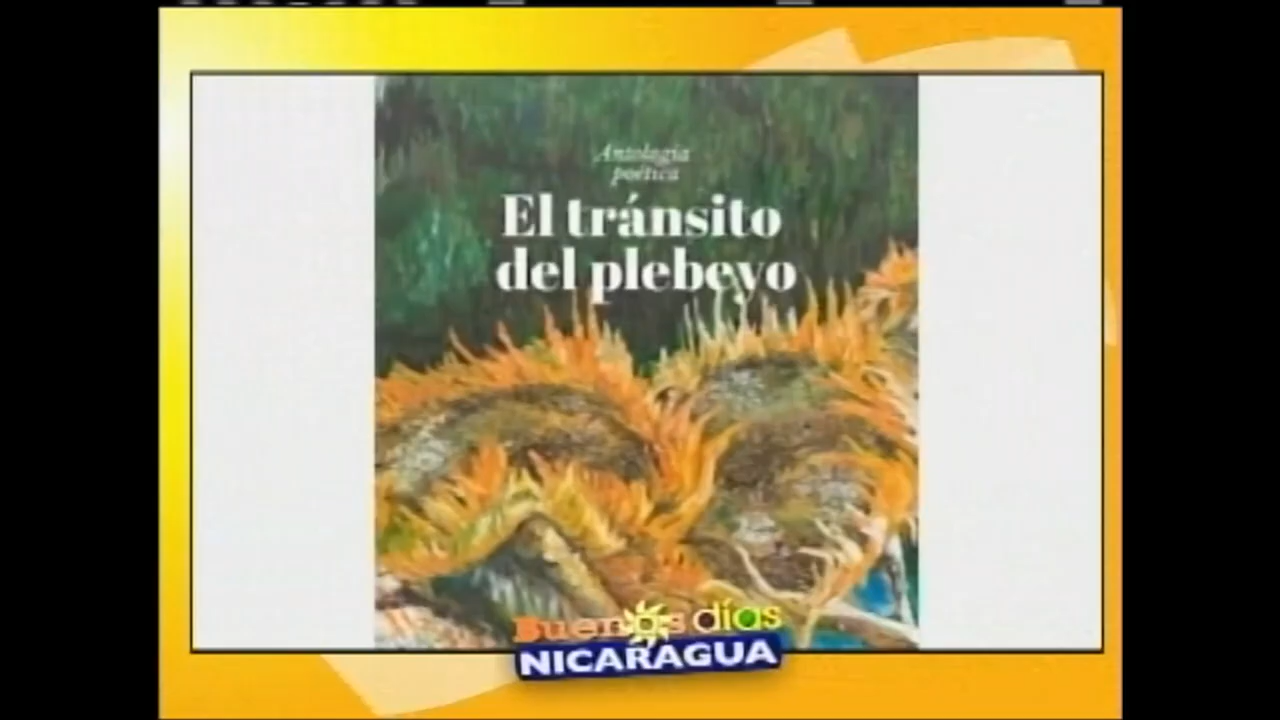 Antología
poética
El tránsito
del plebeyo
Buenos días
NICARAGUA